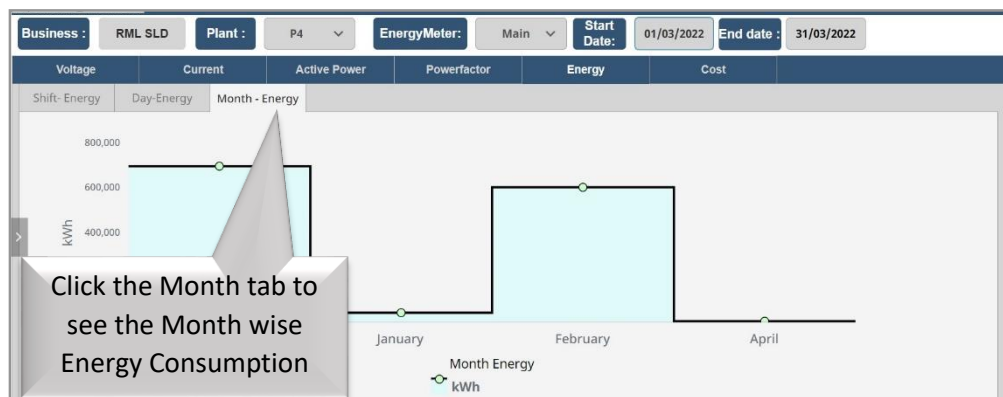 Business : RML SLD Plant : P4 EnergyMeter: Main Start Date: 01/03/2022 End date : 31/03/2022
Voltage Current Active Power Powerfactor Energy Cost
Shift- Energy Day-Energy Month - Energy
800,000
600,000
400,000
kWh
Click the Month tab to
see the Month wise
Energy Consumption
January February April
Month Energy
kWh